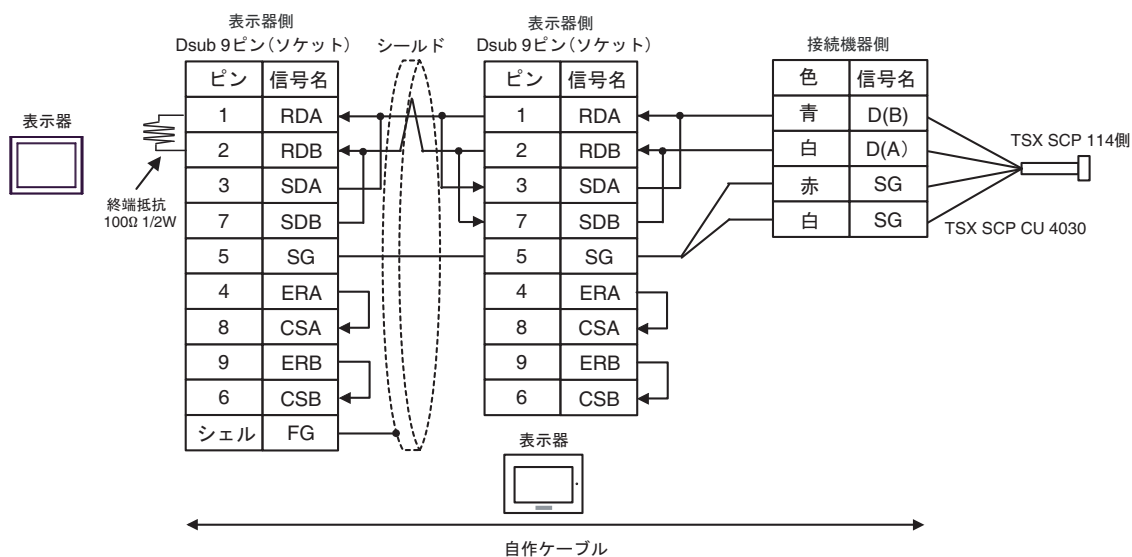 表示器側
Dsub 9ピン(ソケット)
シールド
表示器側
Dsub 9ピン(ソケット)
接続機器側
ピン 信号名
1 RDA
2 RDB
3 SDA
7 SDB
5 SG
4 ERA
8 CSA
9 ERB
6 CSB
シェル FG
ピン 信号名
1 RDA
2 RDB
3 SDA
7 SDB
5 SG
4 ERA
8 CSA
9 ERB
6 CSB
色 信号名
青 D(B)
白 D(A)
赤 SG
白 SG
表示器
終端抵抗
100Ω 1/2W
TSX SCP 114側
TSX SCP CU 4030
表示器
自作ケーブル